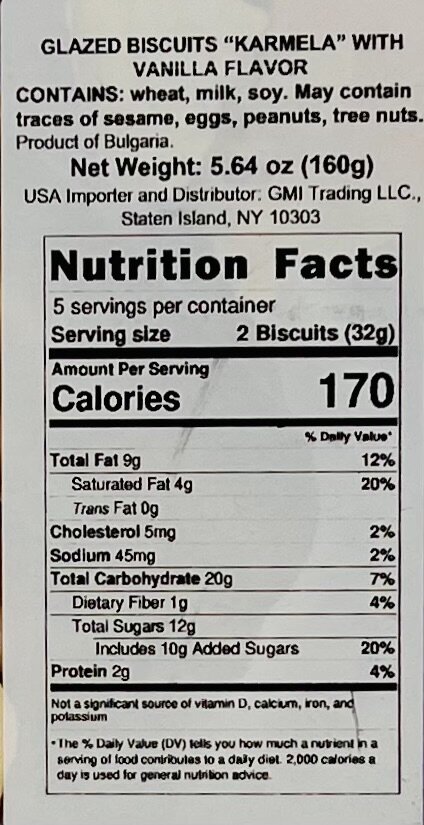 GLAZED BISCUITS “KARMELA” WITH
VANILLA FLAVOR
CONTAINS: wheat, milk, soy. May contain
traces of sesame, eggs, peanuts, tree nuts.
Product of Bulgaria.
Net Weight: 5.64 oz (160g)
USA Importer and Distributor: GMI Trading LLC.,
Staten Island, NY 10303
Nutrition Facts
5 servings per container
Serving size 2 Biscuits (32g)
Amount Per Serving
Calories 170
% Daily Value*
Total Fat 9g 12%
Saturated Fat 4g 20%
Trans Fat 0g
Cholesterol 5mg 2%
Sodium 45mg 2%
Total Carbohydrate 20g 7%
Dietary Fiber 1g 4%
Total Sugars 12g
Includes 10g Added Sugars 20%
Protein 2g 4%
Not a significant source of vitamin D, calcium, iron, and
potassium
*The % Daily Value (DV) tells you how much a nutrient in a
serving of food contributes to a daily diet. 2,000 calories a
day is used for general nutrition advice.